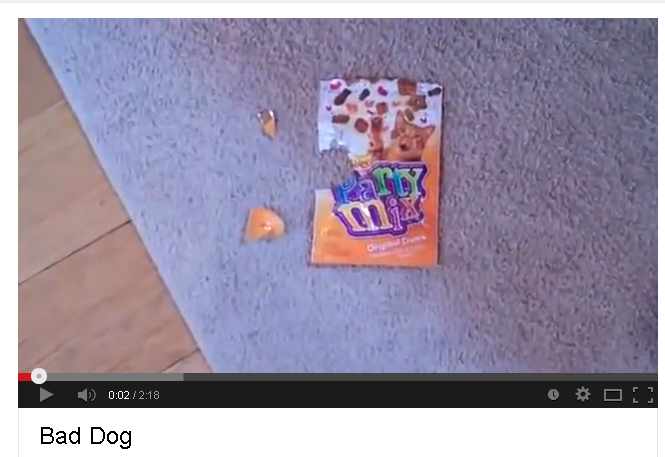 Party
mix
Original Crunch
0:02 / 2:18
Bad Dog